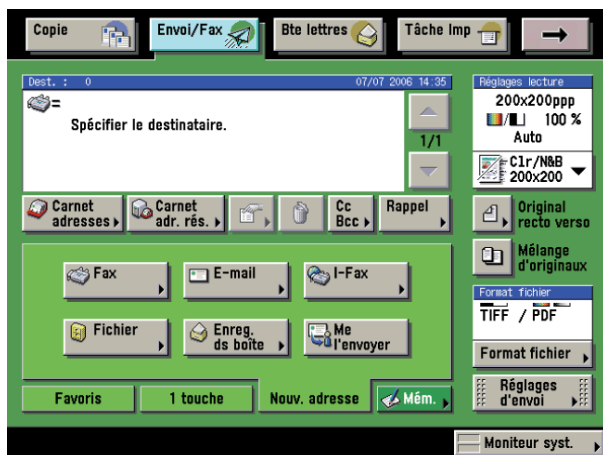 Copie
Envoi/Fax
Bte lettres
Tâche Imp
Dest. : 0
07/07 2006 14:35
Spécifier le destinataire.
1/1
Carnet
adresses
Carnet
adr. rés.
Cc
Bcc
Rappel
Fax
E-mail
I-Fax
Fichier
Enreg.
ds boîte
Me
l'envoyer
Favoris
1 touche
Nouv. adresse
Mém.
Réglages lecture
200x200ppp
100 %
Auto
Clr/N&B
200x200
Original
recto verso
Mélange
d'originaux
Format fichier
TIFF / PDF
Format fichier
Réglages
d'envoi
Moniteur syst.